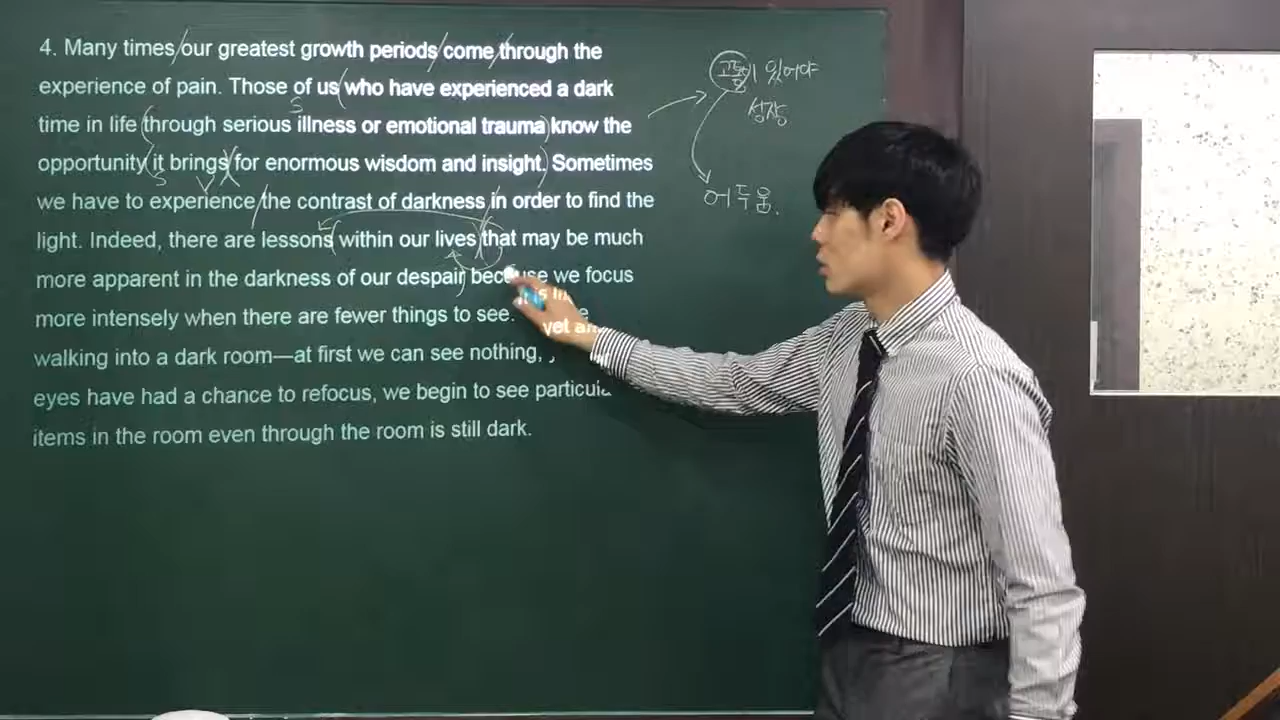 4. Many times our greatest growth periods come through the
experience of pain. Those of us who have experienced a dark
time in life through serious illness or emotional trauma know the
opportunity it brings for enormous wisdom and insight. Sometimes
we have to experience the contrast of darkness in order to find the
light. Indeed, there are lessons within our lives that may be much
more apparent in the darkness of our despair because we focus
more intensely when there are fewer things to see. is
walking into a dark room—at first we can see nothing, yet
eyes have had a chance to refocus, we begin to see
items in the room even through the room is still dark.
S
S
V
있어야
성장
어두움.